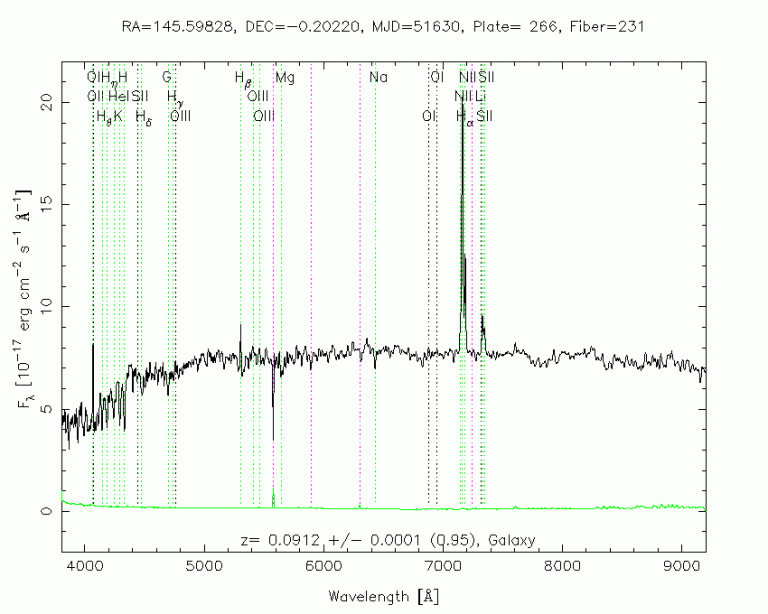 RA=145.59828, DEC=−0.20220, MJD=51630, Plate= 266, Fiber=231
OI Hη H G Hβ Mg Na OI NII SII
OII HeI SII Hγ OIII NII Li
Hθ K Hδ OIII OIII OI Hα SII
20
15
10
5
0
Fλ [10−17 erg cm−2 s−1 Å−1]
z= 0.0912 +/− 0.0001 (0.95), Galaxy
4000 5000 6000 7000 8000 9000
Wavelength [Å]